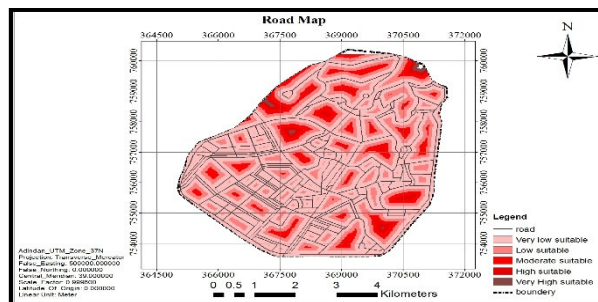 Road Map
N
364500 366000 367500 369000 370500 372000
760000 760000
759000 759000
758000 758000
757000 757000
756000 756000
755000 755000
754000 754000
364500 366000 367500 369000 370500 372000
Adindan_UTM_Zone_37N
Projection: Transverse_Mercator
False_Easting: 500000.000000
False_Northing: 0.000000
Central_Meridian: 39.000000
Scale_Factor: 0.999600
Latitude_Of_Origin: 0.000000
Linear Unit: Meter
0 0.5 1 2 3 4
Kilometers
Legend
road
Very low suitable
Low suitable
Moderate suitable
High suitable
Very High suitable
boundery